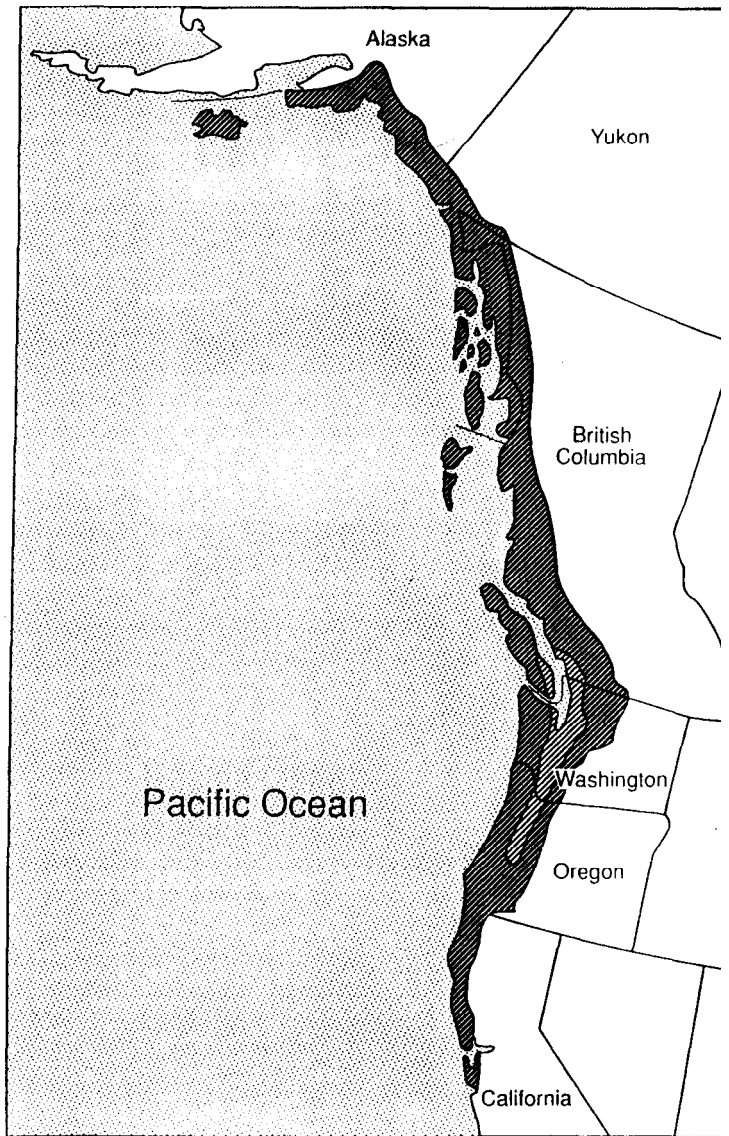 Alaska
Yukon
British
Columbia
Washington
Pacific Ocean
Oregon
California